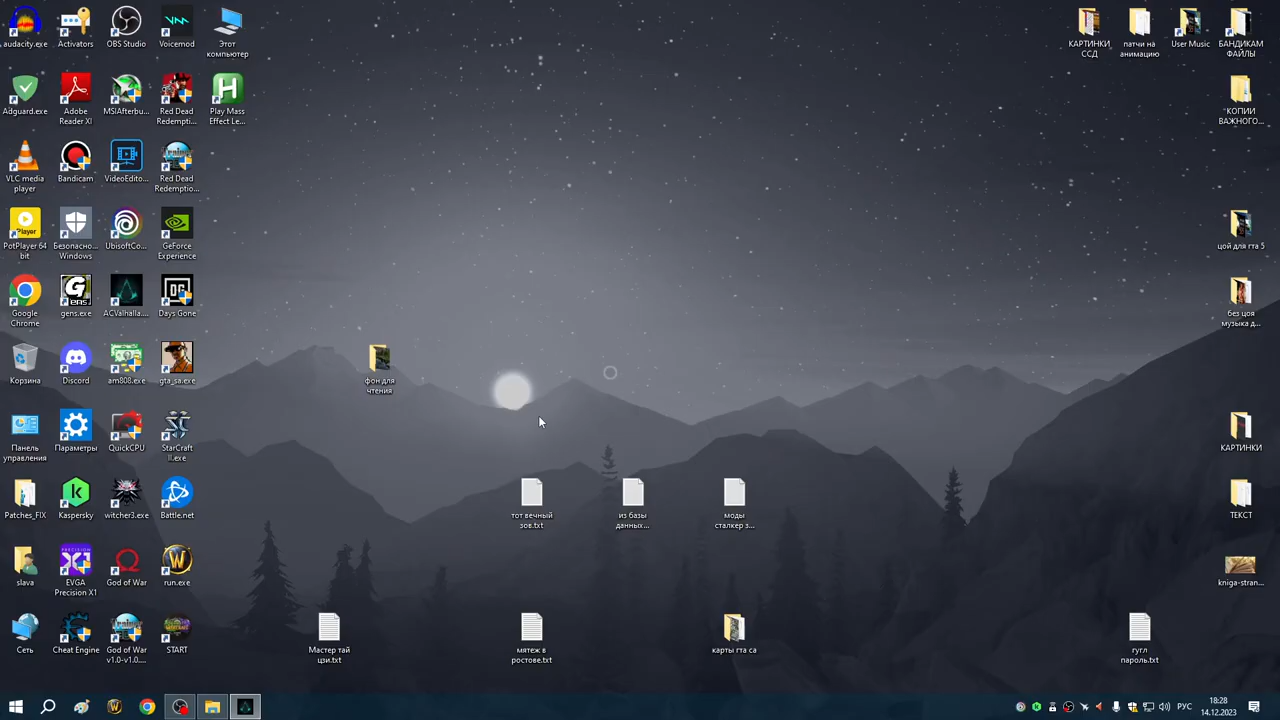 audacity.exe
Activators
OBS Studio
Voicemod
Этот
компьютер
КАРТИНКИ
ССД
патчи на
анимацию
User Music
БАНДИКАМ
ФАЙЛЫ
Adguard.exe
Adobe
Reader XI
MSIAfterbu...
Red Dead
Redempti...
Play Mass
Effect Le...
КОПИИ
ВАЖНОГО...
VLC media
player
Bandicam
VideoEdito...
Red Dead
Redemptio...
PotPlayer 64
bit
Безопасно...
Windows
UbisoftCo...
GeForce
Experience
цой для гта 5
Google
Chrome
gens.exe
ACValhalla....
Days Gone
без цоя
музыка д...
Корзина
Discord
am808.exe
gta_sa.exe
фон для
чтения
Панель
управления
Параметры
QuickCPU
StarCraft
II.exe
КАРТИНКИ
Patches_FIX
Kaspersky
witcher3.exe
Battle.net
тот вечный
зов.txt
из базы
данных...
моды
сталкер з...
ТЕКСТ
slava
EVGA
Precision X1
God of War
run.exe
kniga-stran...
Сеть
Cheat Engine
God of War
v1.0-v1.0....
START
Мастер тай
цзи.txt
мятеж в
ростове.txt
карты гта са
гугл
пароль.txt
РУС
18:28
14.12.2023